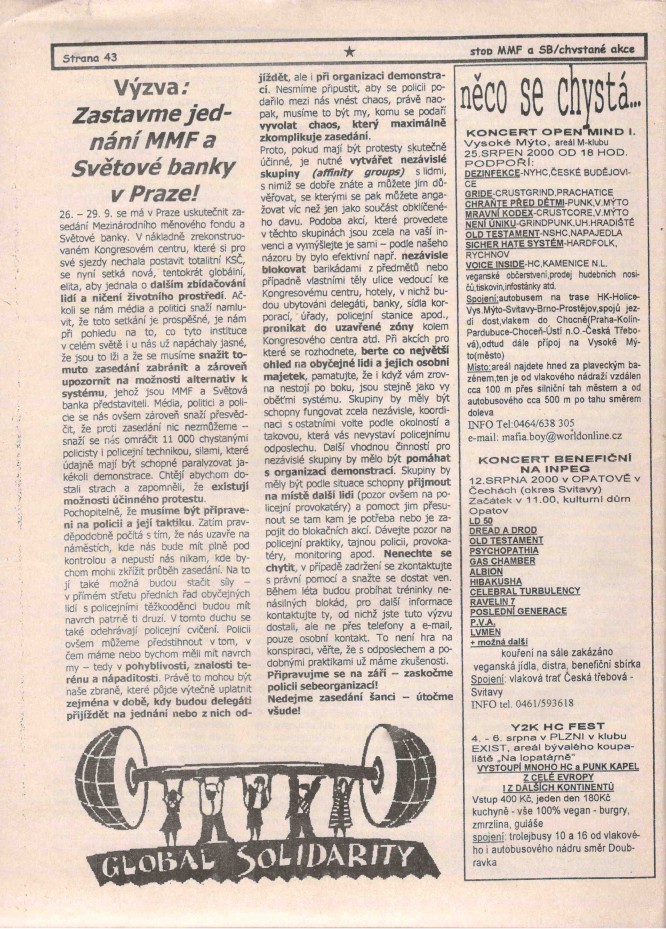 Strana 43
★
stop MMF a SB/chystané akce
Výzva:
Zastavme jed-
nání MMF a
Světové banky
v Praze!
26. – 29. 9. se má v Praze uskutečnit za-
sedání Mezinárodního měnového fondu a
Světové banky. V nákladně zrekonstruo-
vaném Kongresovém centru, které si pro
své sjezdy nechala postavit totalitní KSČ,
se nyní setká nová, tentokrát globální,
elita, aby jednala o dalším zbídačování
lidí a ničení životního prostředí. Ač-
koli se nám média a politici snaží namlu-
vit, že toto setkání je prospěšné, je nám
při pohledu na to, co tyto instituce
v celém světě i u nás už napáchaly jasné,
že jsou to lži a že se musíme snažit to-
muto zasedání zabránit a zároveň
upozornit na možnosti alternativ k
systému, jehož jsou MMF a Světová
banka představiteli. Média, politici a poli-
cie se nás ovšem zároveň snaží přesvěd-
čit, že proti zasedání nic nezmůžeme –
snaží se nás omráčit 11 000 chystanými
policisty i policejní technikou, silami, které
údajně mají být schopné paralyzovat ja-
kékoli demonstrace. Chtějí abychom do-
stali strach a zapomněli, že existují
možnosti účinného protestu.
Pochopitelně, že musíme být připrave-
ni na policii a její taktiku. Zatím prav-
děpodobně počítá s tím, že nás uzavře na
náměstích, kde nás bude mít plně pod
kontrolou a nepustí nás nikam, kde by-
chom mohli zkřížit průběh zasedání. Na to
jí také možná budou stačit síly –
v přímém střetu předních řad obyčejných
lidí s policejními těžkooděnci budou mít
navrch patrně ti druzí. V tomto duchu se
také odehrávají policejní cvičení. Policii
ovšem můžeme předstihnout v tom, v
čem máme nebo bychom měli mít navrch
my – tedy v pohyblivosti, znalosti te-
rénu a nápaditosti. Právě to mohou být
naše zbraně, které půjde výtečně uplatnit
zejména v době, kdy budou delegáti
přijíždět na jednání nebo z nich od-
jíždět, ale i při organizaci demonstra-
cí. Nesmíme připustit, aby se policii po-
dařilo mezi nás vnést chaos, právě nao-
pak, musíme to být my, komu se podaří
vyvolat chaos, který maximálně
zkomplikuje zasedání.
Proto, pokud mají být protesty skutečně
účinné, je nutné vytvářet nezávislé
skupiny (affinity groups) s lidmi,
s nimiž se dobře znáte a můžete jim dů-
věřovat, se kterými se pak můžete anga-
žovat víc než jen jako součást obklíčené-
ho davu. Podoba akcí, které provedete
v těchto skupinách jsou zcela na vaší in-
venci a vymýšlejte je sami – podle našeho
názoru by bylo efektivní např. nezávisle
blokovat barikádami z předmětů nebo
případně vlastními těly ulice vedoucí ke
Kongresovému centru, hotely, v nichž bu-
dou ubytováni delegáti, banky, sídla kor-
porací, úřady, policejní stanice apod.,
pronikat do uzavřené zóny kolem
Kongresového centra atd. Při akcích pro
které se rozhodnete, berte co největší
ohled na obyčejné lidi a jejich osobní
majetek, pamatujte, že i když vám zrov-
na nestojí po boku, jsou stejně jako vy
oběťmi systému. Skupiny by měly být
schopny fungovat zcela nezávisle, koordi-
naci s ostatními volte podle okolností a
takovou, která vás nevystaví policejnímu
odposlechu. Další vhodnou činností pro
nezávislé skupiny by mělo být pomáhat
s organizací demonstrací. Skupiny by
měly být podle situace schopny přijmout
na místě další lidi (pozor ovšem na po-
licejní provokatéry) a pomoct jim přesu-
nout se tam kam je potřeba nebo je za-
pojit do blokačních akcí. Dávejte pozor na
policejní praktiky, tajnou policii, provoka-
téry, monitoring apod. Nenechte se
chytit, v případě zadržení se zkontaktujte
s právní pomocí a snažte se dostat ven.
Během léta budou probíhat tréninky ne-
násilných blokád, pro další informace
kontaktujte ty, od nichž jste tuto výzvu
dostali, ale ne přes telefony a e-mail,
pouze osobní kontakt. To není hra na
konspiraci, věřte, že s odposlechem a po-
dobnými praktikami už máme zkušenosti.
Připravujeme se na září – zaskočme
policii sebeorganizací!
Nedejme zasedání šanci – útočme
všude!
GLOBAL SOLIDARITY
něco se chystá...
KONCERT OPEN MIND I.
Vysoké Mýto, areál M-klubu
25.SRPEN 2000 OD 18 HOD.
PODPOŘÍ:
DEZINFEKCE-NYHC,ČESKÉ BUDĚJOVI-
CE
GRIDE-CRUSTGRIND,PRACHATICE
CHRAŇTE PŘED DĚTMI-PUNK,V.MÝTO
MRAVNÍ KODEX-CRUSTCORE,V.MÝTO
NENÍ ÚNIKU-GRINDPUNK,UH.HRADIŠTĚ
OLD TESTAMENT-NSHC,NAPAJEDLA
SICHER HATE SYSTÉM-HARDFOLK,
RYCHNOV
VOICE INSIDE-HC,KAMENICE N.L.
veganské občerstvení,prodej hudebních nosi-
čů,tiskovin,infostánky atd.
Spojení:autobusem na trase HK-Holice-
Vys.Mýto-Svitavy-Brno-Prostějov,spojů jez-
dí dost,vlakem do Chocně(Praha-Kolín-
Pardubuce-Choceň-Ústí n.O.-Česká Třebo-
vá),odtud dále přípoj na Vysoké Mý-
to(město)
Místo:areál najdete hned za plaveckým ba-
zénem,ten je od vlakového nádraží vzdálen
cca 100 m přes silniční tah městem a od
autobusového cca 500 m po tahu směrem
doleva
INFO Tel:0464/638 305
e-mail: mafia.boy@worldonline.cz
KONCERT BENEFIČNÍ
NA INPEG
12.SRPNA 2000 v OPATOVĚ v
Čechách (okres Svitavy)
Začátek v 11.00, kulturní dům
Opatov
LD 50
DREAD A DROD
OLD TESTAMENT
PSYCHOPATHIA
GAS CHAMBER
ALBION
HIBAKUSHA
CELEBRAL TURBULENCY
RAVELIN 7
POSLEDNÍ GENERACE
P.V.A.
LVMEN
+ možná další
kouření na sále zakázáno
veganská jídla, distra, benefiční sbírka
Spojení: vlaková trať Česká třebová -
Svitavy
INFO tel. 0461/593618
Y2K HC FEST
4. - 6. srpna v PLZNI v klubu
EXIST, areál bývalého koupa-
liště „Na lopatárně"
VYSTOUPÍ MNOHO HC a PUNK KAPEL
Z CELÉ EVROPY
I Z DALŠÍCH KONTINENTŮ
Vstup 400 Kč, jeden den 180Kč
kuchyně - vše 100% vegan - burgry,
zmrzlina, guláše
spojení: trolejbusy 10 a 16 od vlakové-
ho i autobusového nádru směr Doub-
ravka